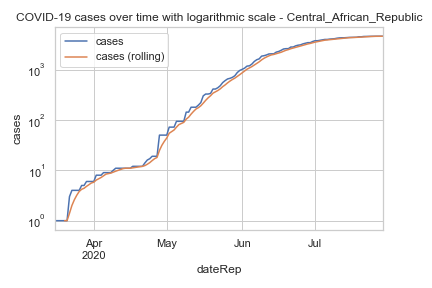 COVID-19 cases over time with logarithmic scale - Central_African_Republic
cases
cases (rolling)
10³
10²
10¹
10⁰
cases
Apr
2020
May
Jun
Jul
dateRep